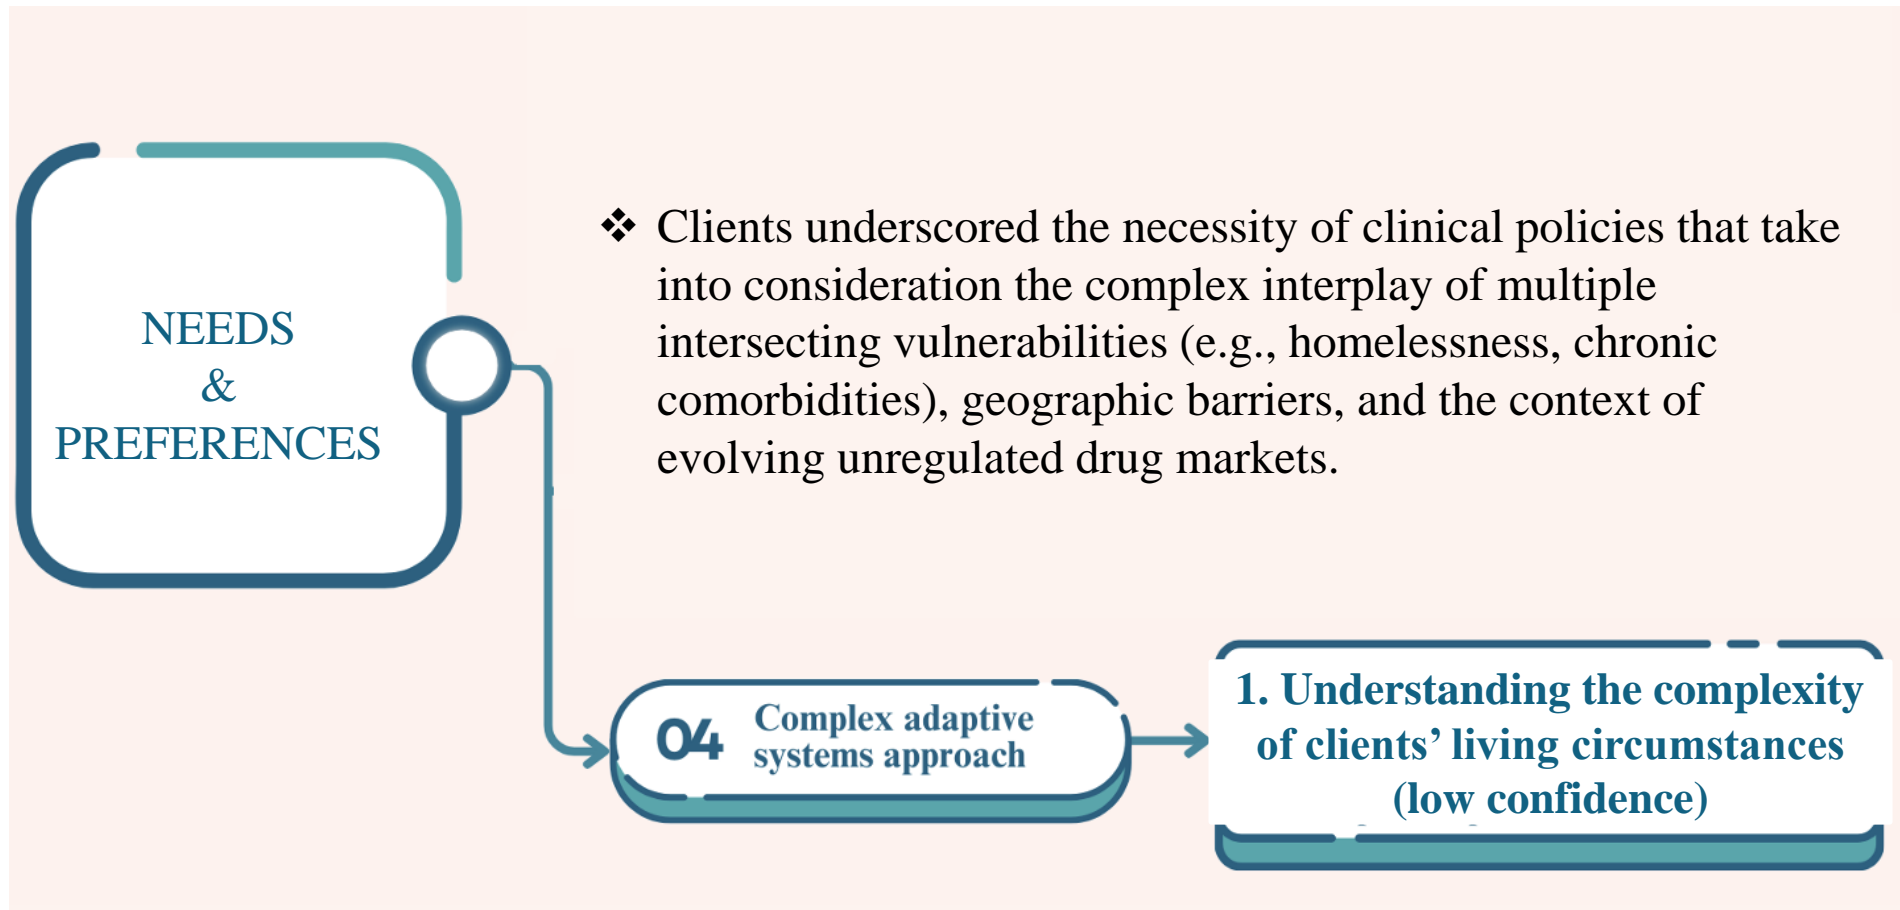 NEEDS
&
PREFERENCES
❖ Clients underscored the necessity of clinical policies that take
into consideration the complex interplay of multiple
intersecting vulnerabilities (e.g., homelessness, chronic
comorbidities), geographic barriers, and the context of
evolving unregulated drug markets.
04
Complex adaptive
systems approach
1. Understanding the complexity
of clients’ living circumstances
(low confidence)